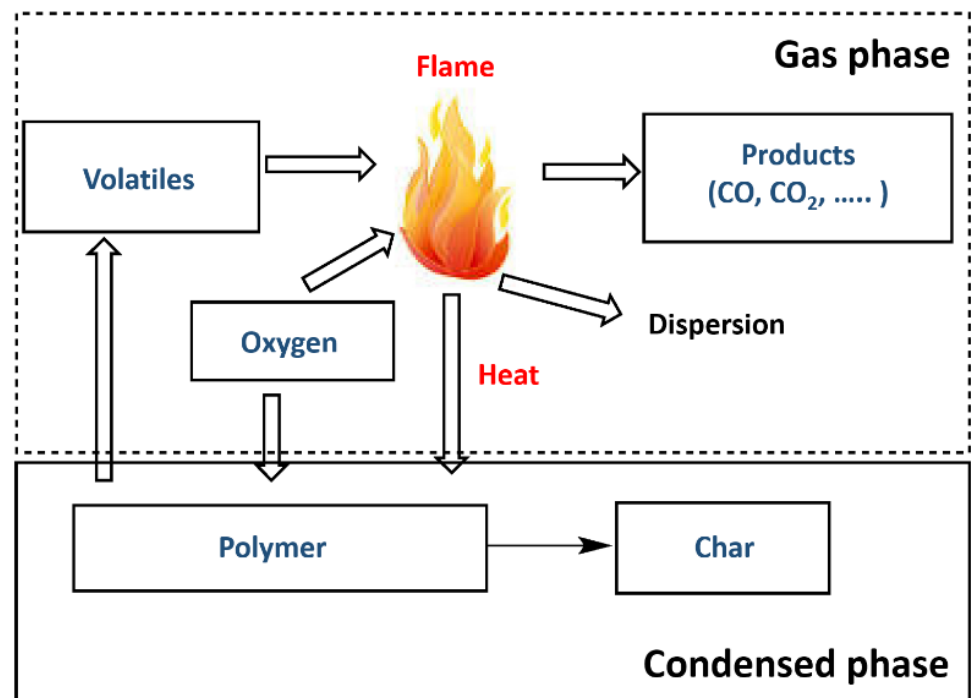 Gas phase
Flame
Volatiles
Products
(CO, CO₂, ..... )
Oxygen
Dispersion
Heat
Polymer
Char
Condensed phase